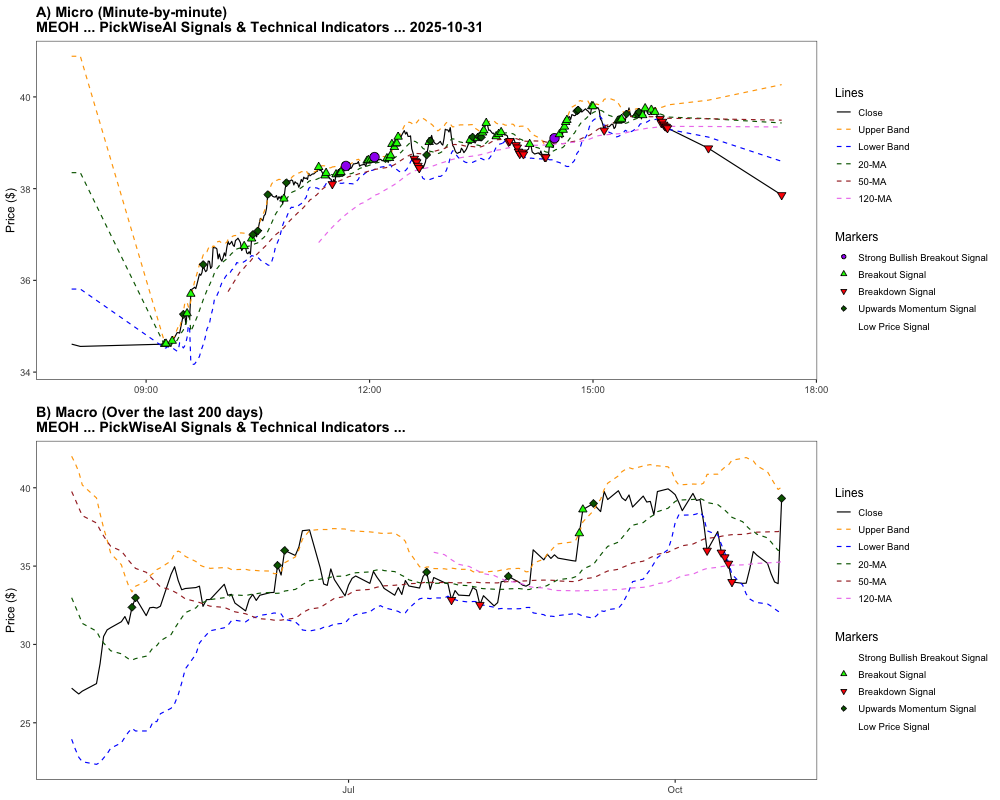 A) Micro (Minute-by-minute)
MEOH ... PickWiseAI Signals & Technical Indicators ... 2025-10-31
Price ($)
40
38
36
34
09:00
12:00
15:00
18:00
Lines
Close
Upper Band
Lower Band
20-MA
50-MA
120-MA
Markers
Strong Bullish Breakout Signal
Breakout Signal
Breakdown Signal
Upwards Momentum Signal
Low Price Signal
B) Macro (Over the last 200 days)
MEOH ... PickWiseAI Signals & Technical Indicators ...
Price ($)
40
35
30
25
Jul
Oct
Lines
Close
Upper Band
Lower Band
20-MA
50-MA
120-MA
Markers
Strong Bullish Breakout Signal
Breakout Signal
Breakdown Signal
Upwards Momentum Signal
Low Price Signal